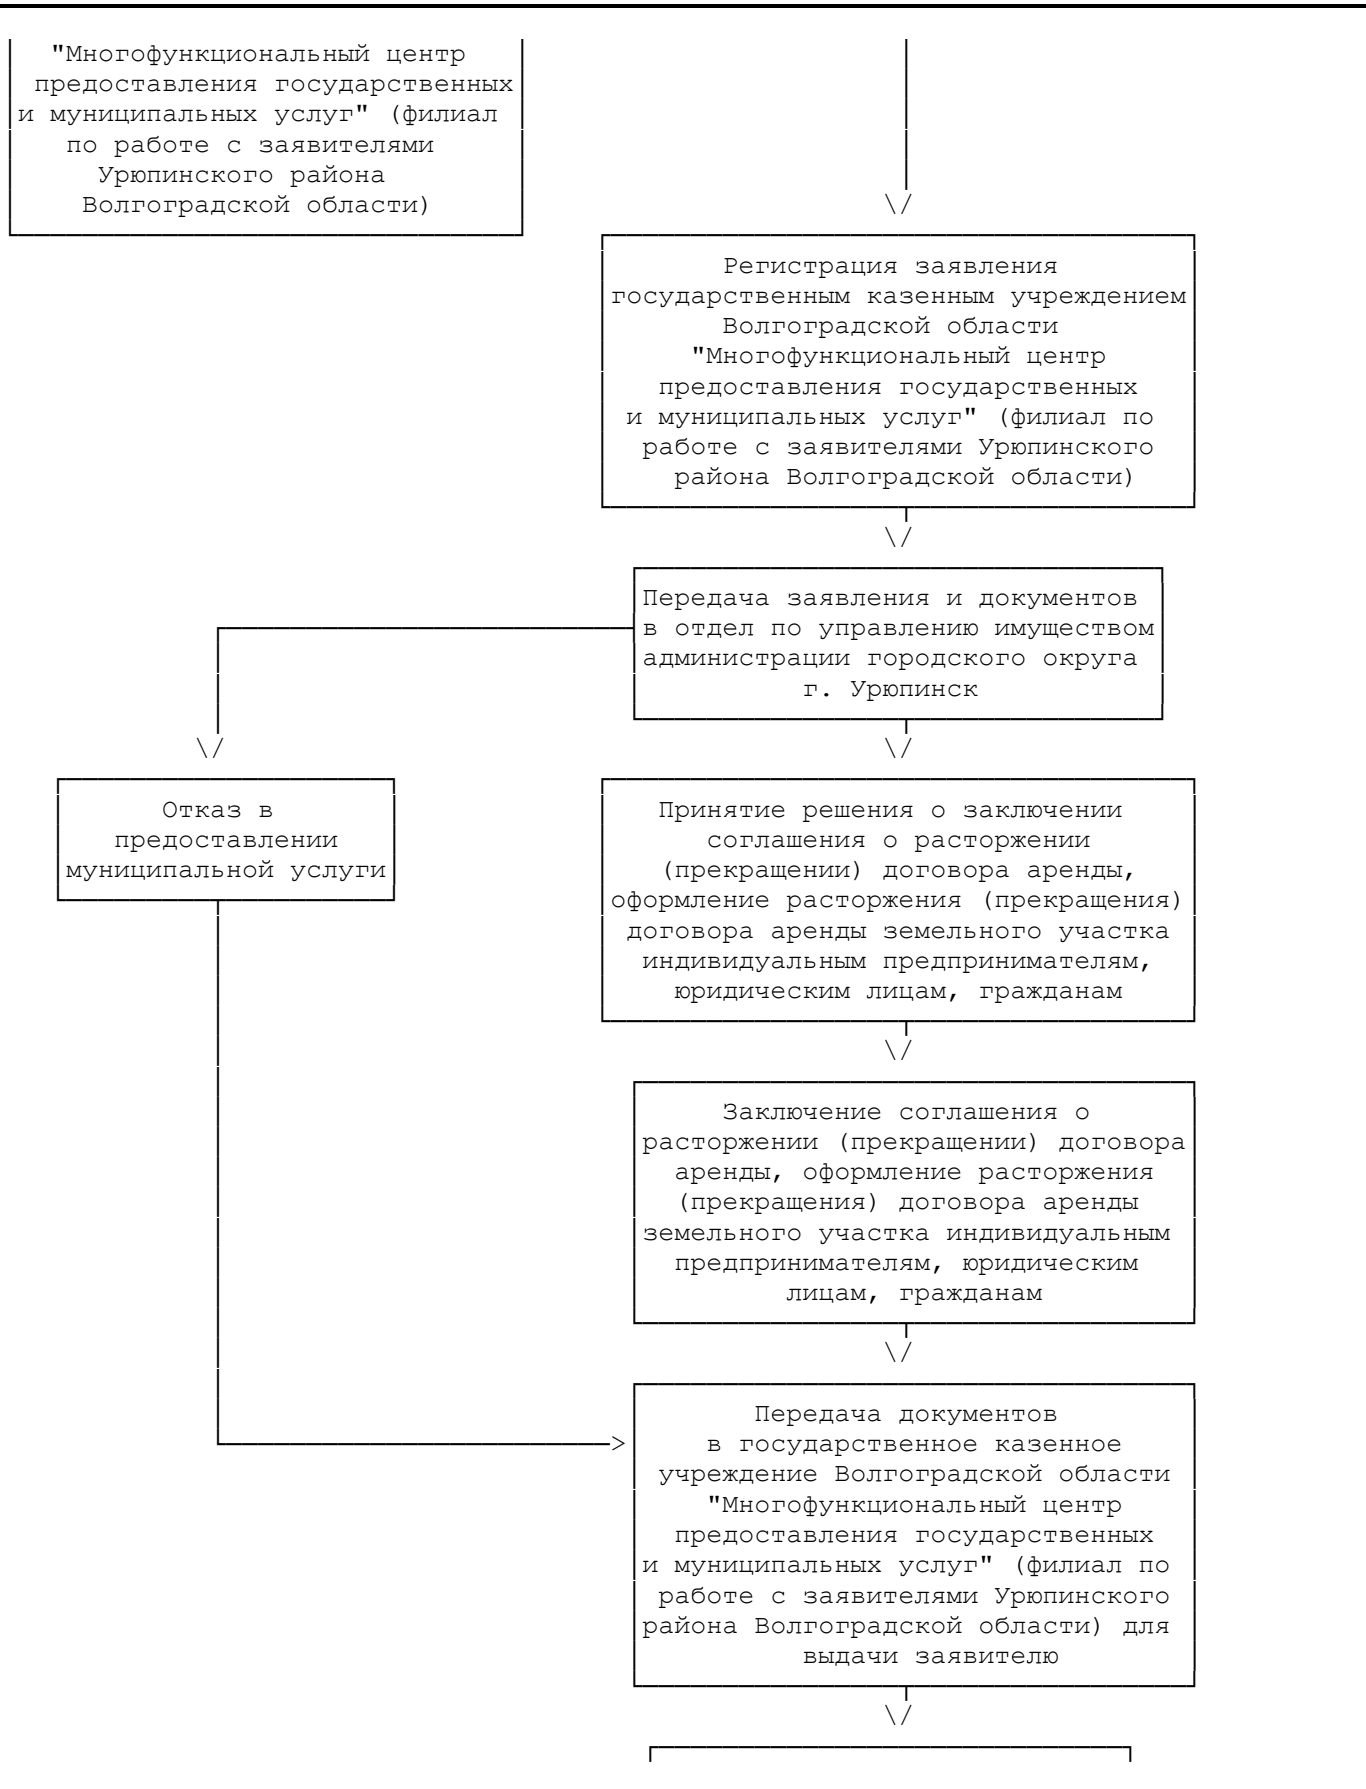 "Многофункциональный центр
предоставления государственных
и муниципальных услуг" (филиал
по работе с заявителями
Урюпинского района
Волгоградской области)
Регистрация заявления
государственным казенным учреждением
Волгоградской области
"Многофункциональный центр
предоставления государственных
и муниципальных услуг" (филиал по
работе с заявителями Урюпинского
района Волгоградской области)
Передача заявления и документов
в отдел по управлению имуществом
администрации городского округа
г. Урюпинск
Отказ в
предоставлении
муниципальной услуги
Принятие решения о заключении
соглашения о расторжении
(прекращении) договора аренды,
оформление расторжения (прекращения)
договора аренды земельного участка
индивидуальным предпринимателям,
юридическим лицам, гражданам
Заключение соглашения о
расторжении (прекращении) договора
аренды, оформление расторжения
(прекращения) договора аренды
земельного участка индивидуальным
предпринимателям, юридическим
лицам, гражданам
Передача документов
в государственное казенное
учреждение Волгоградской области
"Многофункциональный центр
предоставления государственных
и муниципальных услуг" (филиал по
работе с заявителями Урюпинского
района Волгоградской области) для
выдачи заявителю